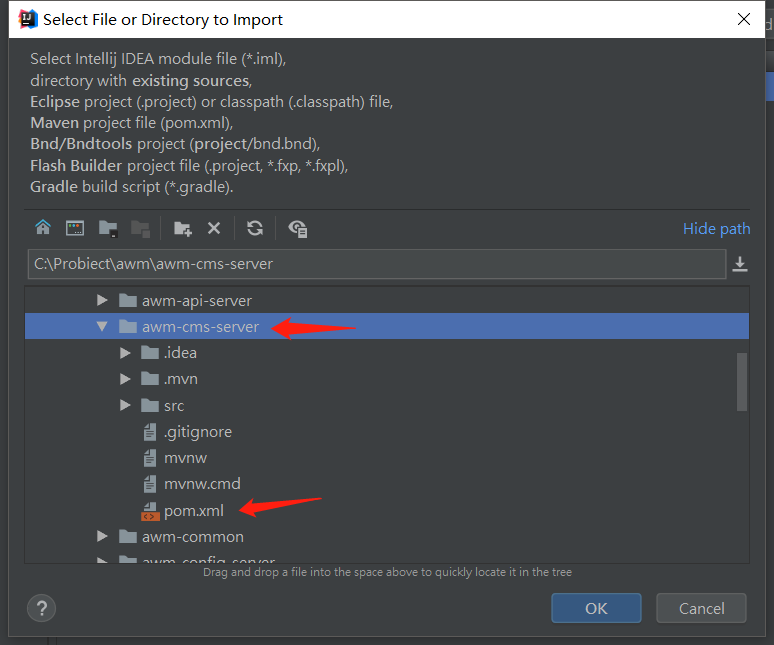 Select File or Directory to Import
Select Intellij IDEA module file (*.iml),
directory with existing sources,
Eclipse project (.project) or classpath (.classpath) file,
Maven project file (pom.xml),
Bnd/Bndtools project (project/bnd.bnd),
Flash Builder project file (.project, *.fxp, *.fxpl),
Gradle build script (*.gradle).
Hide path
C:\Probiect\awm\awm-cms-server
awm-api-server
awm-cms-server
.idea
.mvn
src
.gitignore
mvnw
mvnw.cmd
pom.xml
awm-common
awm-config-server
Drag and drop a file into the space above to quickly locate it in the tree
?
OK
Cancel